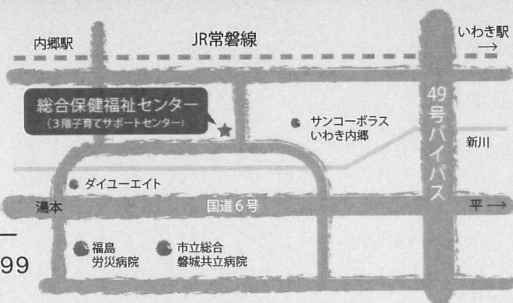 内郷駅
JR常磐線
いわき駅
→
総合保健福祉センター
（3階子育てサポートセンター）
★
サンコーポラス
いわき内郷
49号バイパス
新川
ダイユーエイト
湯本
国道6号
平→
福島
労災病院
市立総合
磐城共立病院
ー
99